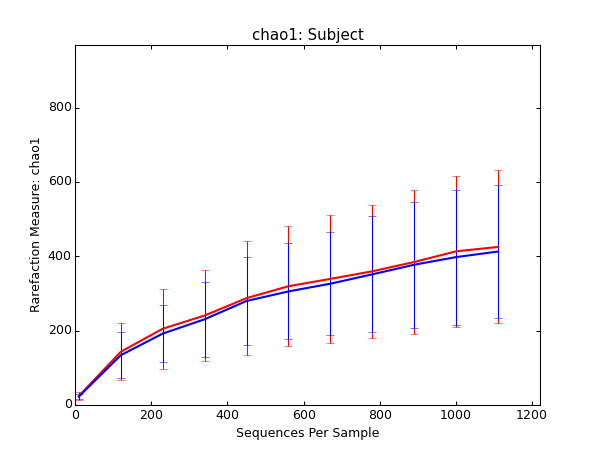 chao1: Subject
Rarefaction Measure: chao1
800
600
400
200
0
0 200 400 600 800 1000 1200
Sequences Per Sample